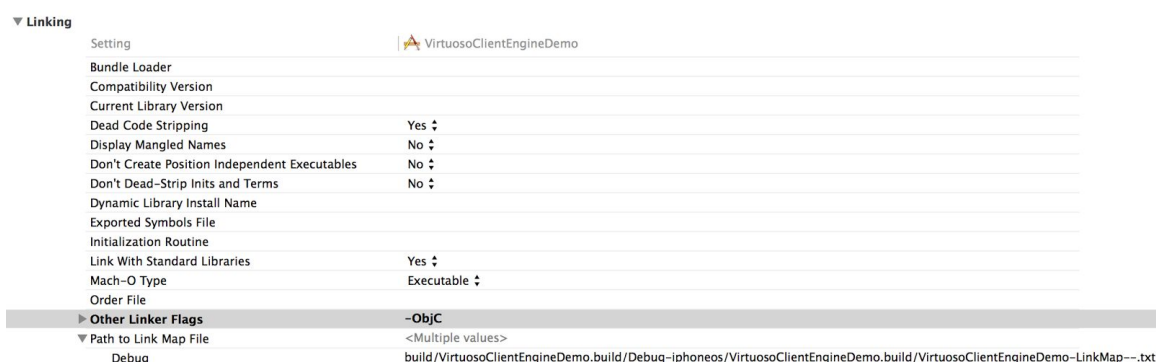 Linking
Setting VirtuosoClientEngineDemo
Bundle Loader
Compatibility Version
Current Library Version
Dead Code Stripping Yes
Display Mangled Names No
Don't Create Position Independent Executables No
Don't Dead-Strip Inits and Terms No
Dynamic Library Install Name
Exported Symbols File
Initialization Routine
Link With Standard Libraries Yes
Mach-O Type Executable
Order File
Other Linker Flags -ObjC
Path to Link Map File <Multiple values>
Debug build/VirtuosoClientEngineDemo.build/Debug-iphoneos/VirtuosoClientEngineDemo.build/VirtuosoClientEngineDemo-LinkMap--.txt